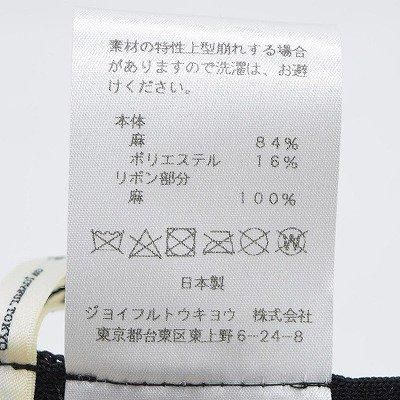 素材の特性上型崩れする場合
がありますので洗濯は、お避
けください。
本体
麻 84%
ポリエステル 16%
リボン部分
麻 100%
日本製
ジョイフルトウキョウ 株式会社
東京都台東区東上野6-24-8
TOKYO